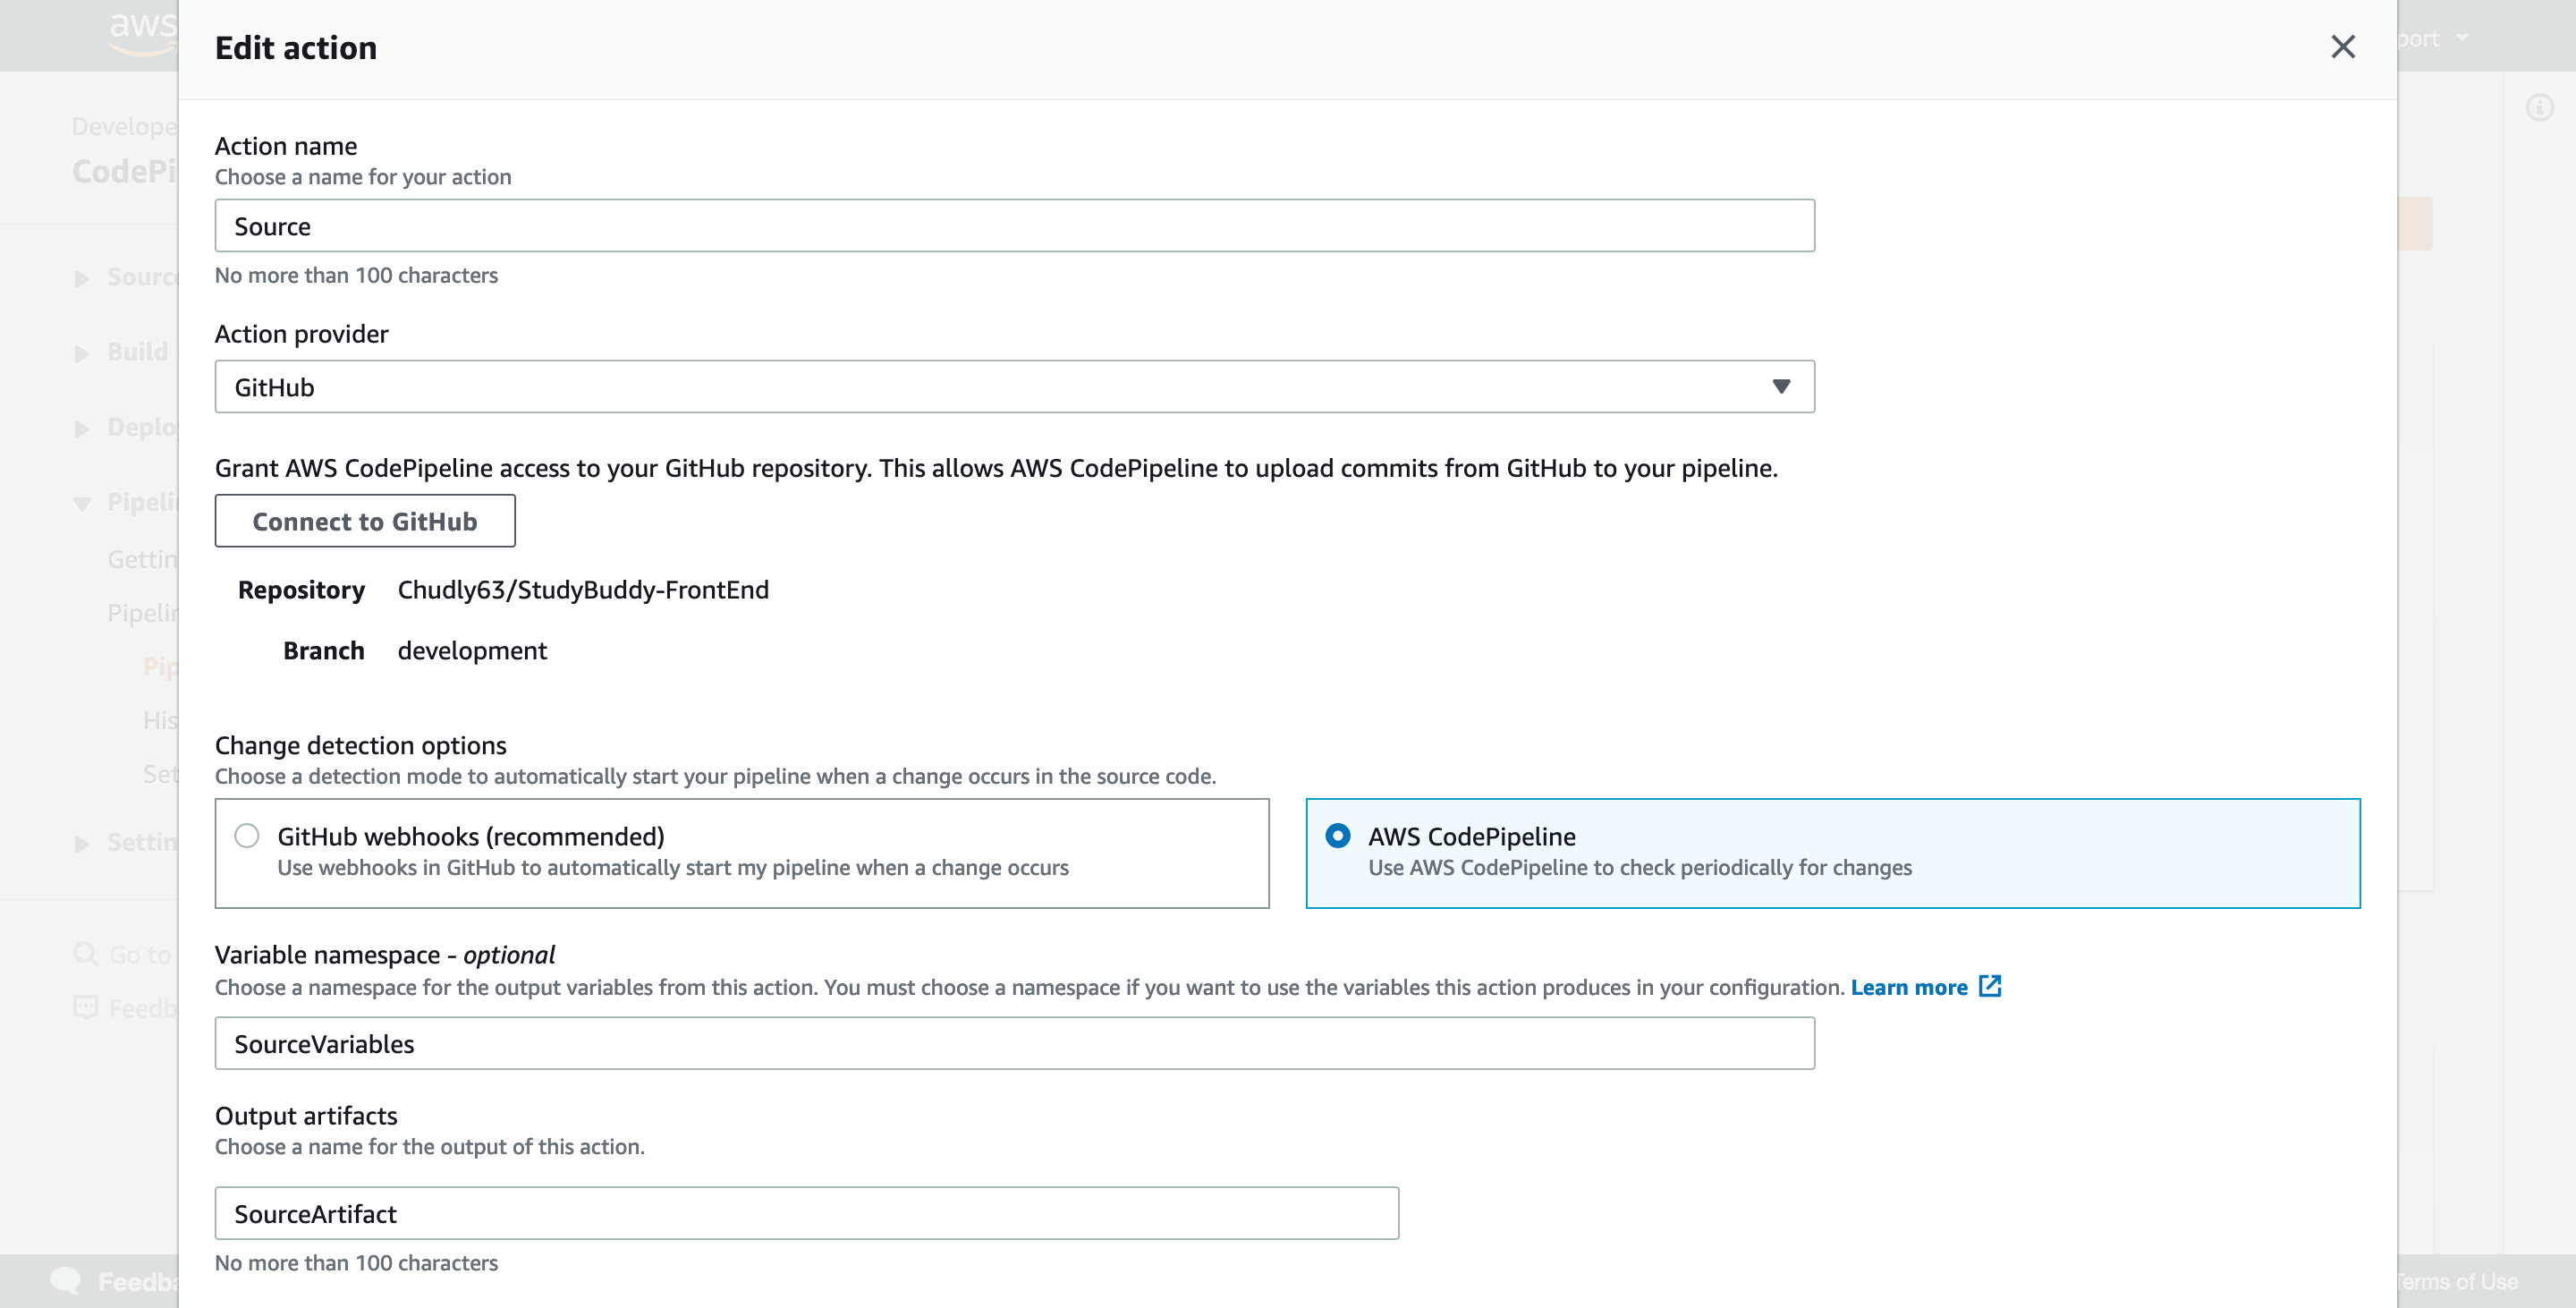 aws
Edit action
Developer
CodePi
Source
Build
Deploy
Pipelin
Gettin
Pipelin
Pip
His
Set
Settin
Go to
Feedb
Action name
Choose a name for your action
Source
No more than 100 characters
Action provider
GitHub
Grant AWS CodePipeline access to your GitHub repository. This allows AWS CodePipeline to upload commits from GitHub to your pipeline.
Connect to GitHub
Repository Chudly63/StudyBuddy-FrontEnd
Branch development
Change detection options
Choose a detection mode to automatically start your pipeline when a change occurs in the source code.
GitHub webhooks (recommended)
Use webhooks in GitHub to automatically start my pipeline when a change occurs
AWS CodePipeline
Use AWS CodePipeline to check periodically for changes
Variable namespace - optional
Choose a namespace for the output variables from this action. You must choose a namespace if you want to use the variables this action produces in your configuration. Learn more
SourceVariables
Output artifacts
Choose a name for the output of this action.
SourceArtifact
No more than 100 characters
Feedba
Terms of Use